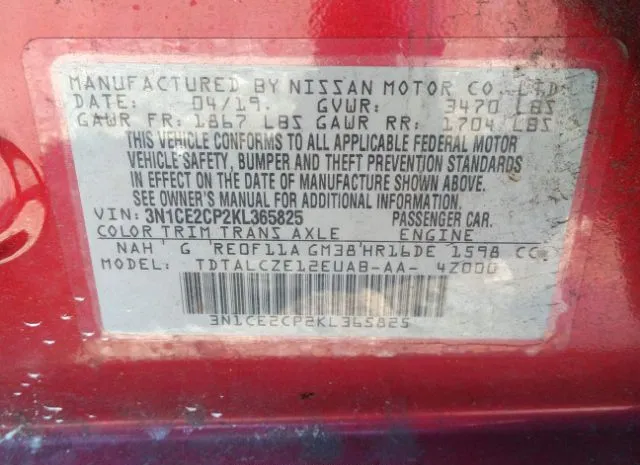 MANUFACTURED BY NISSAN MOTOR CO., LTD.
DATE: 04/19. GVWR: 3470 LBS
GAWR FR: 1867 LBS GAWR RR: 1704 LBS
THIS VEHICLE CONFORMS TO ALL APPLICABLE FEDERAL MOTOR
VEHICLE SAFETY, BUMPER AND THEFT PREVENTION STANDARDS
IN EFFECT ON THE DATE OF MANUFACTURE SHOWN ABOVE.
SEE OWNER'S MANUAL FOR ADDITIONAL INFORMATION.
VIN: 3N1CE2CP2KL365825 PASSENGER CAR.
COLOR TRIM TRANS AXLE ENGINE
NAH G RE0F11A GM38 HR16DE 1598 CC
TDTALCZE12EUAB-AA- 4Z000
3N1CE2CP2KL365825